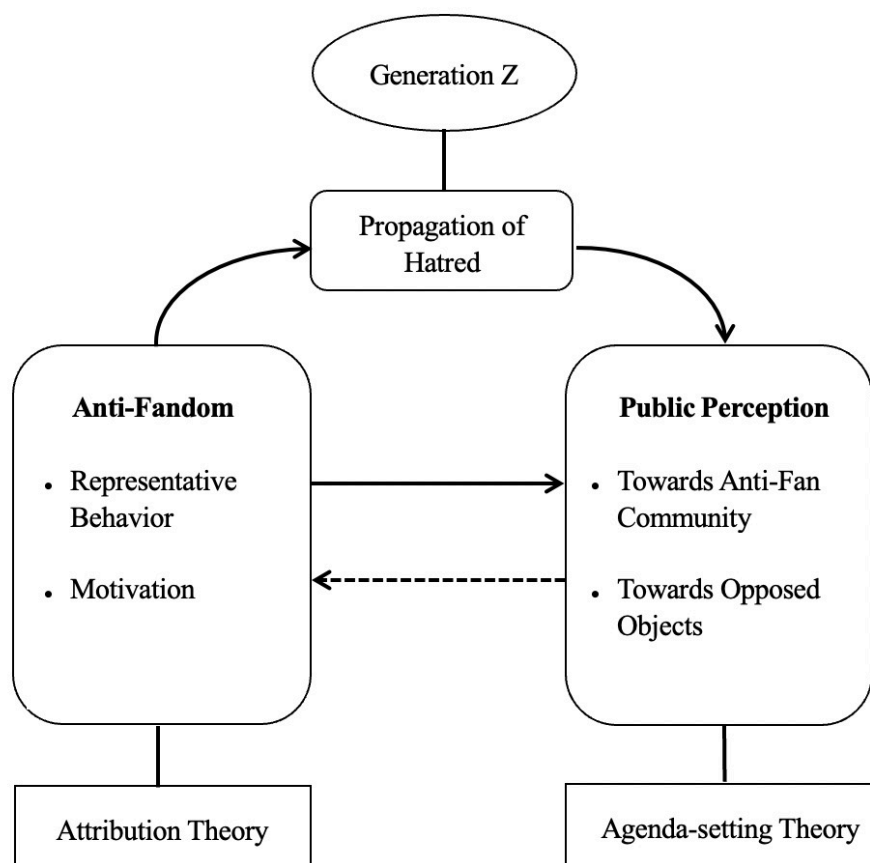 Generation Z
Propagation of
Hatred
Anti-Fandom
• Representative
Behavior
• Motivation
Public Perception
• Towards Anti-Fan
Community
• Towards Opposed
Objects
Attribution Theory
Agenda-setting Theory